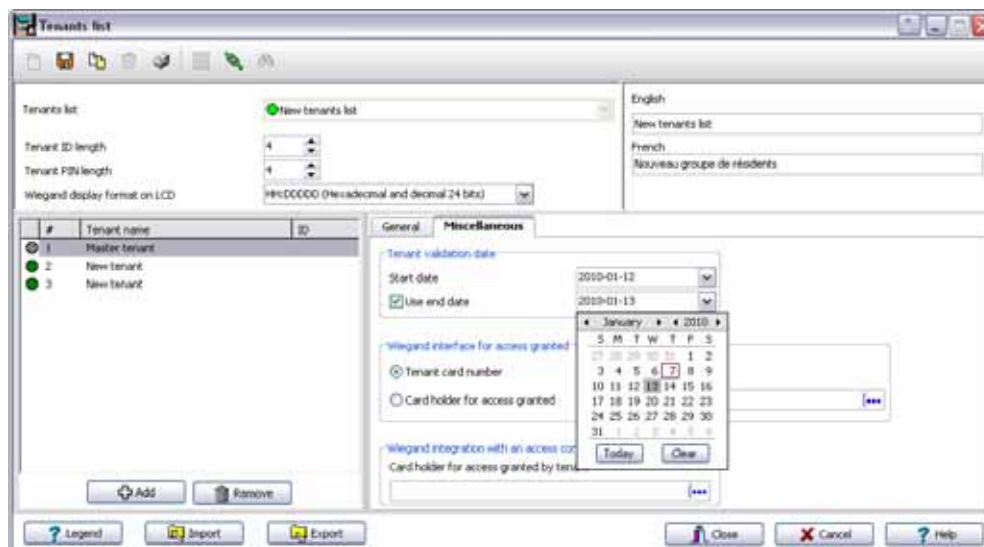 Tenants list
Tenants list
New tenants list
Tenant ID length
4
Tenant PIN length
4
Wiegand display format on LCD
HH:DDDDD (Hexadecimal and decimal 24 bits)
English
New tenants list
French
Nouveau groupe de résidents
# Tenant name ID
1 Master tenant
2 New tenant
3 New tenant
Add
Remove
General
Miscellaneous
Tenant validation date
Start date
2010-01-12
Use end date
2010-01-13
January 2010
S M T W T F S
27 28 29 30 31 1 2
3 4 5 6 7 8 9
10 11 12 13 14 15 16
17 18 19 20 21 22 23
24 25 26 27 28 29 30
31 1 2 3 4 5 6
Today
Clear
Wiegand interface for access granted
Tenant card number
Card holder for access granted
Wiegand integration with an access
Card holder for access granted by
Legend
Import
Export
Close
Cancel
Help